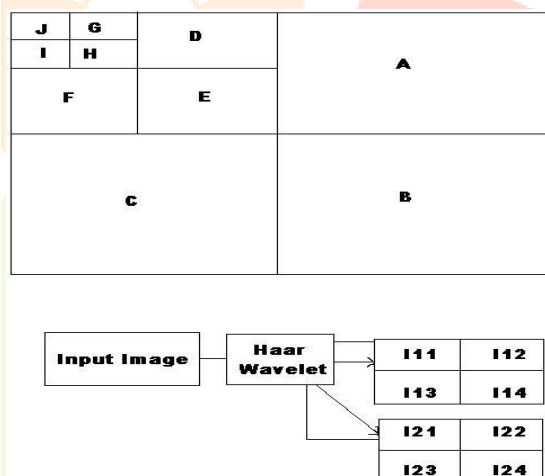 J G D A
I H
F E
C B
Input Image
Haar
Wavelet
I11 I12
I13 I14
I21 I22
I23 I24